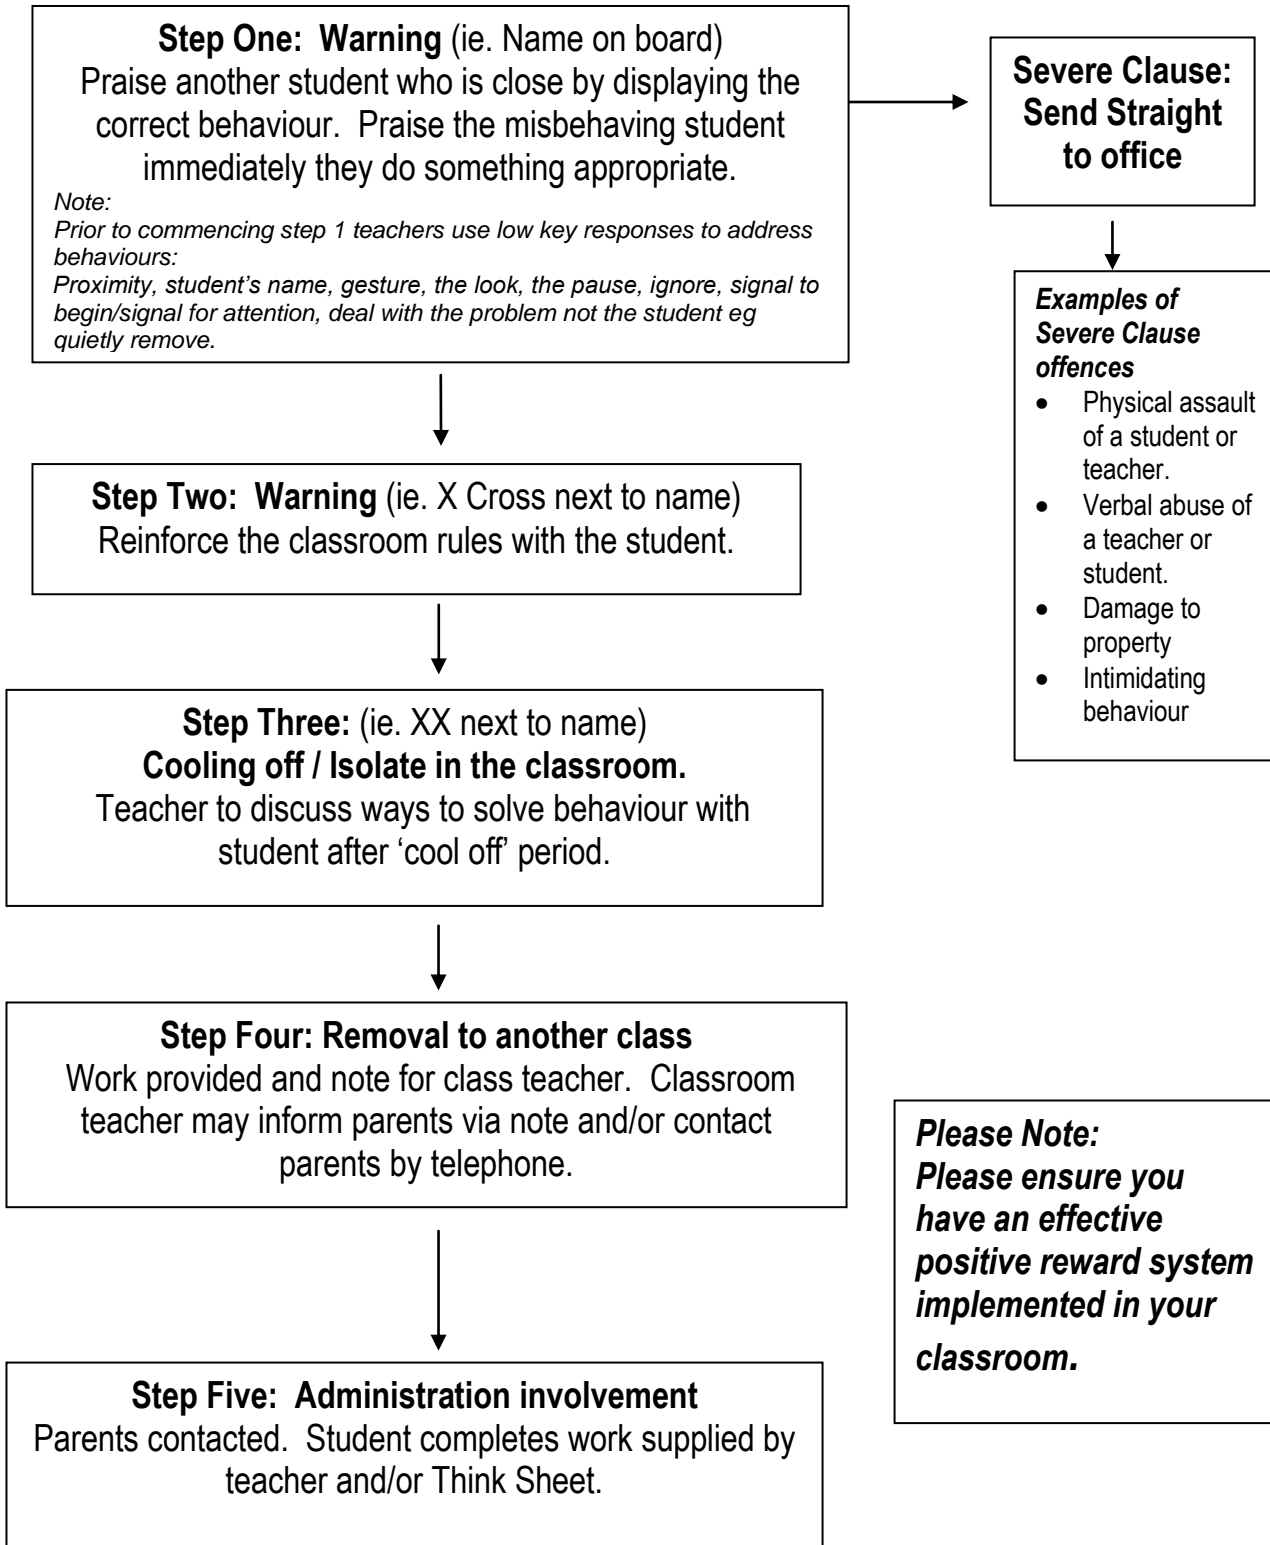 Step One:  Warning (ie. Name on board)
Praise another student who is close by displaying the
correct behaviour.  Praise the misbehaving student
immediately they do something appropriate.
Note:
Prior to commencing step 1 teachers use low key responses to address
behaviours:
Proximity, student's name, gesture, the look, the pause, ignore, signal to
begin/signal for attention, deal with the problem not the student eg
quietly remove.
Severe Clause:
Send Straight
to office
Examples of
Severe Clause
offences
• Physical assault
of a student or
teacher.
• Verbal abuse of
a teacher or
student.
• Damage to
property
• Intimidating
behaviour
Step Two:  Warning (ie. X Cross next to name)
Reinforce the classroom rules with the student.
Step Three: (ie. XX next to name)
Cooling off / Isolate in the classroom.
Teacher to discuss ways to solve behaviour with
student after ‘cool off’ period.
Step Four: Removal to another class
Work provided and note for class teacher.  Classroom
teacher may inform parents via note and/or contact
parents by telephone.
Please Note:
Please ensure you
have an effective
positive reward system
implemented in your
classroom.
Step Five:  Administration involvement
Parents contacted.  Student completes work supplied by
teacher and/or Think Sheet.